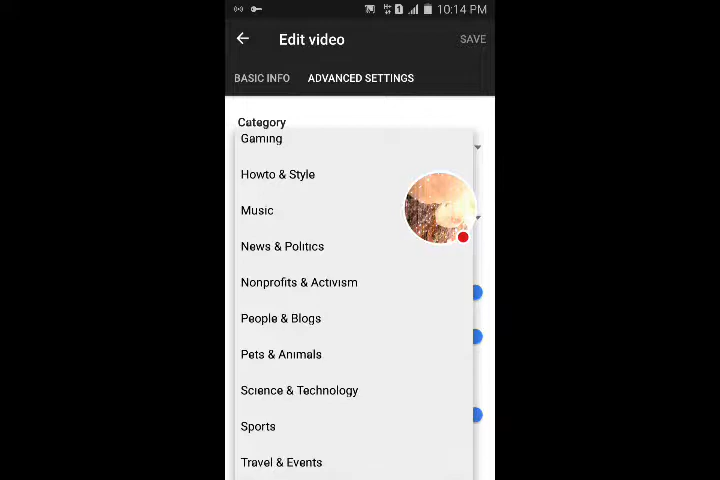 10:14 PM
Edit video
SAVE
BASIC INFO
ADVANCED SETTINGS
Category
Gaming
Howto & Style
Music
News & Politics
Nonprofits & Activism
People & Blogs
Pets & Animals
Science & Technology
Sports
Travel & Events